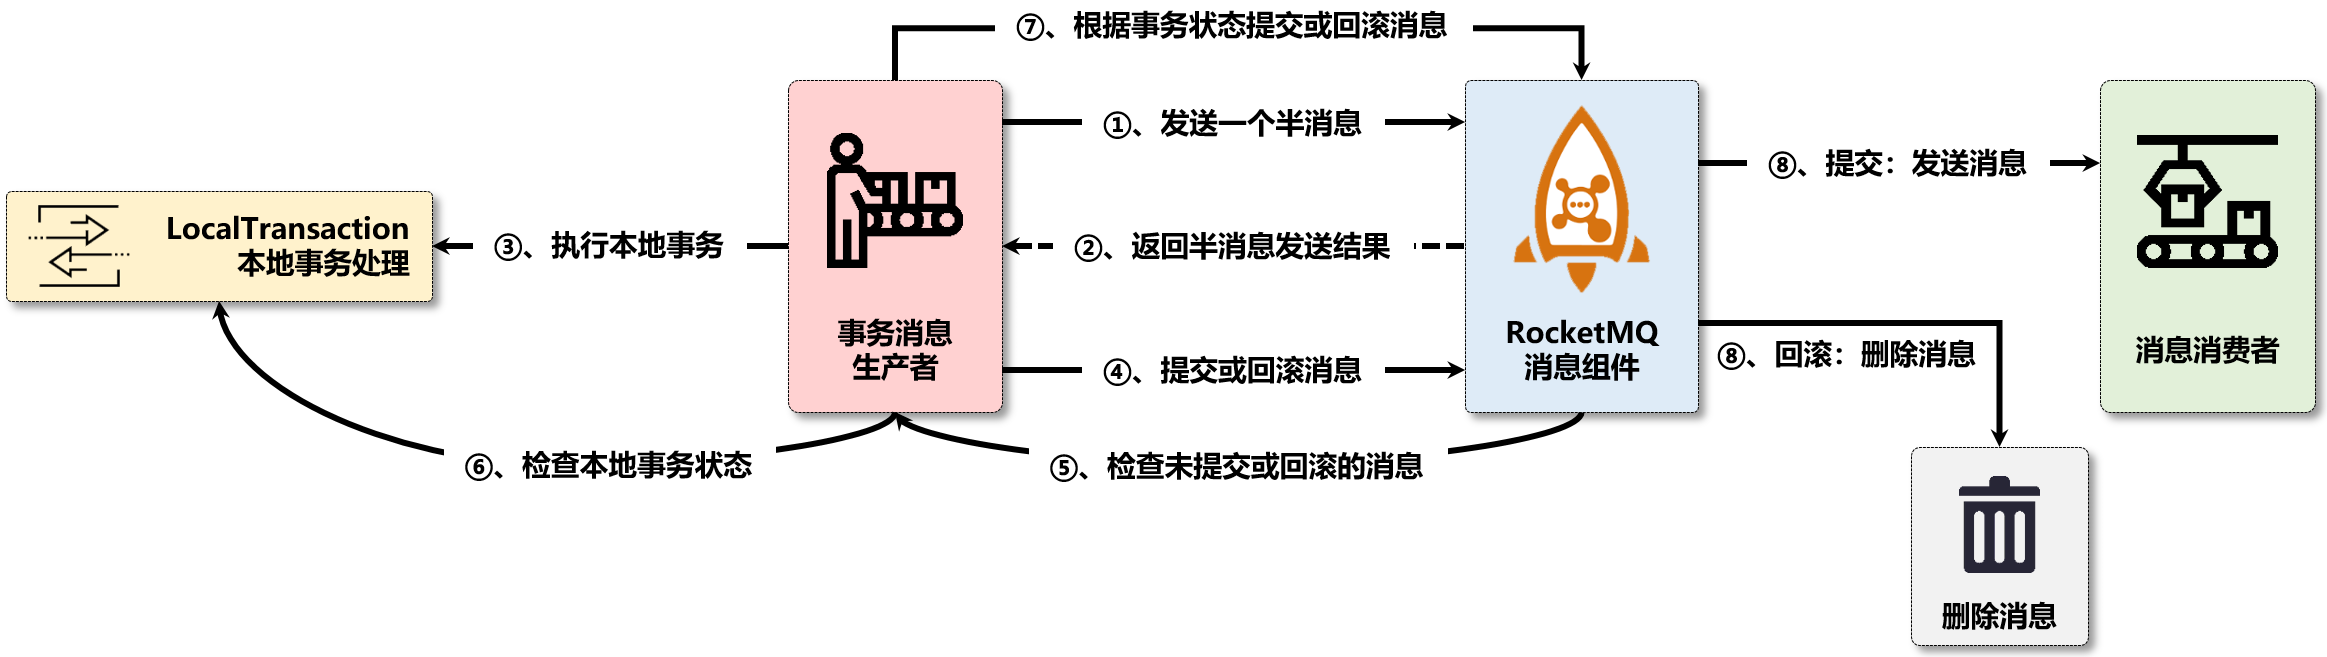 ⑦、根据事务状态提交或回滚消息
①、发送一个半消息
⑧、提交：发送消息
LocalTransaction
本地事务处理
③、执行本地事务
②、返回半消息发送结果
事务消息
生产者
RocketMQ
消息组件
④、提交或回滚消息
⑧、回滚：删除消息
消息消费者
⑥、检查本地事务状态
⑤、检查未提交或回滚的消息
删除消息